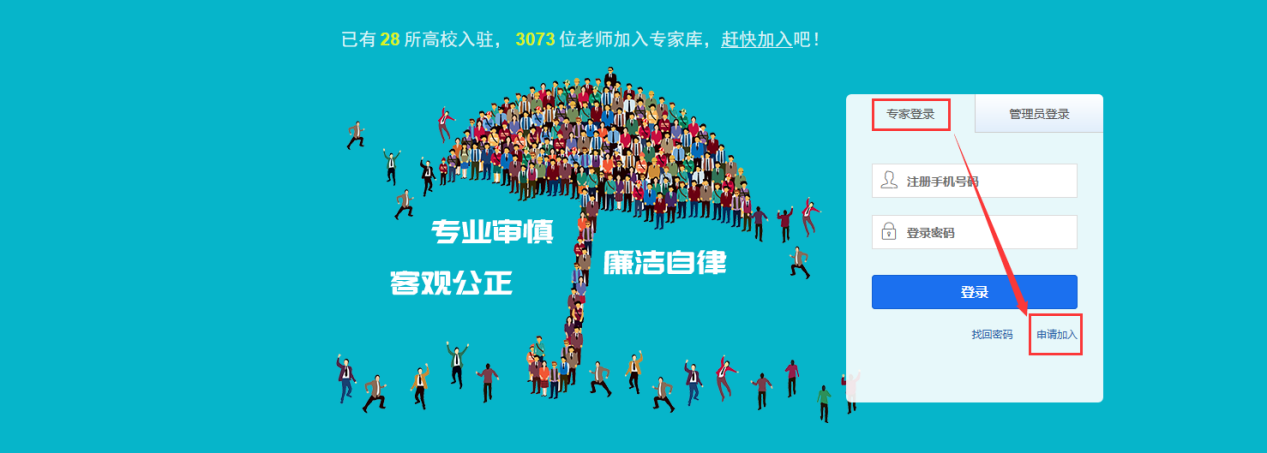 已有 28 所高校入驻， 3073 位老师加入专家库，赶快加入吧！
专家登录
管理员登录
注册手机号码
专业审慎
登录密码
廉洁自律
客观公正
登录
找回密码
申请加入